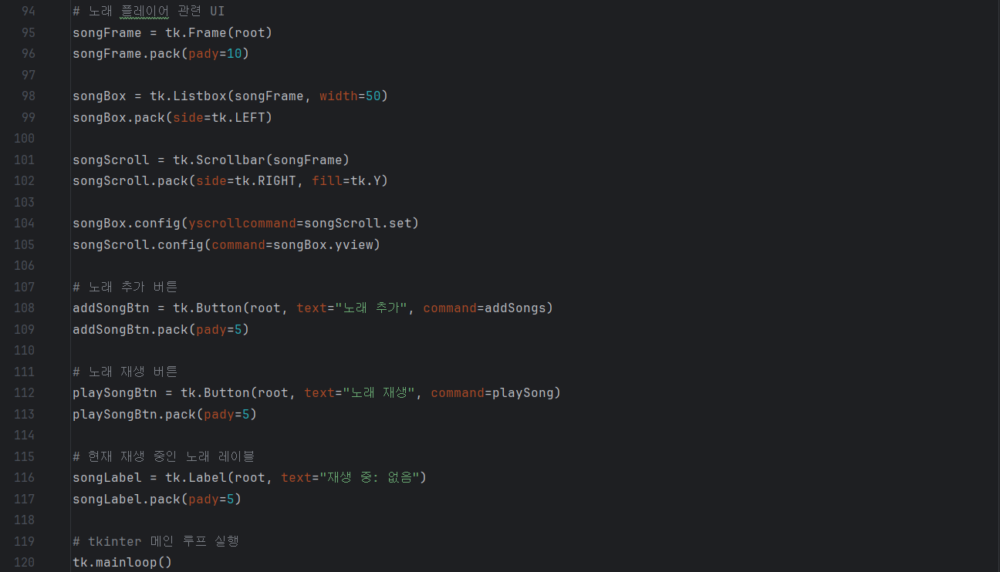 94 # 노래 플레이어 관련 UI
95 songFrame = tk.Frame(root)
96 songFrame.pack(pady=10)
97
98 songBox = tk.Listbox(songFrame, width=50)
99 songBox.pack(side=tk.LEFT)
100
101 songScroll = tk.Scrollbar(songFrame)
102 songScroll.pack(side=tk.RIGHT, fill=tk.Y)
103
104 songBox.config(yscrollcommand=songScroll.set)
105 songScroll.config(command=songBox.yview)
106
107 # 노래 추가 버튼
108 addSongBtn = tk.Button(root, text="노래 추가", command=addSongs)
109 addSongBtn.pack(pady=5)
110
111 # 노래 재생 버튼
112 playSongBtn = tk.Button(root, text="노래 재생", command=playSong)
113 playSongBtn.pack(pady=5)
114
115 # 현재 재생 중인 노래 레이블
116 songLabel = tk.Label(root, text="재생 중: 없음")
117 songLabel.pack(pady=5)
118
119 # tkinter 메인 루프 실행
120 tk.mainloop()